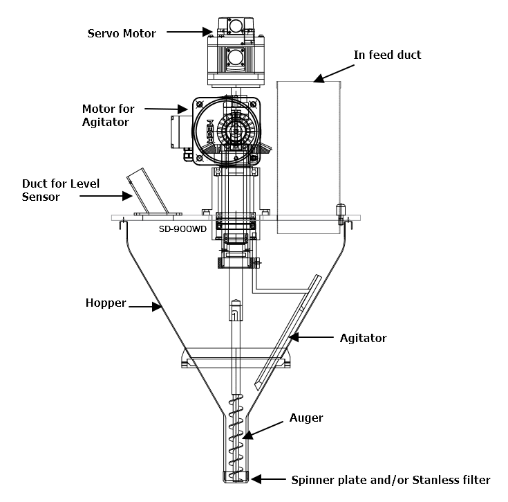 Servo Motor
In feed duct
Motor for
Agitator
Duct for Level
Sensor
SD-900WD
Hopper
Agitator
Auger
Spinner plate and/or Stanless filter